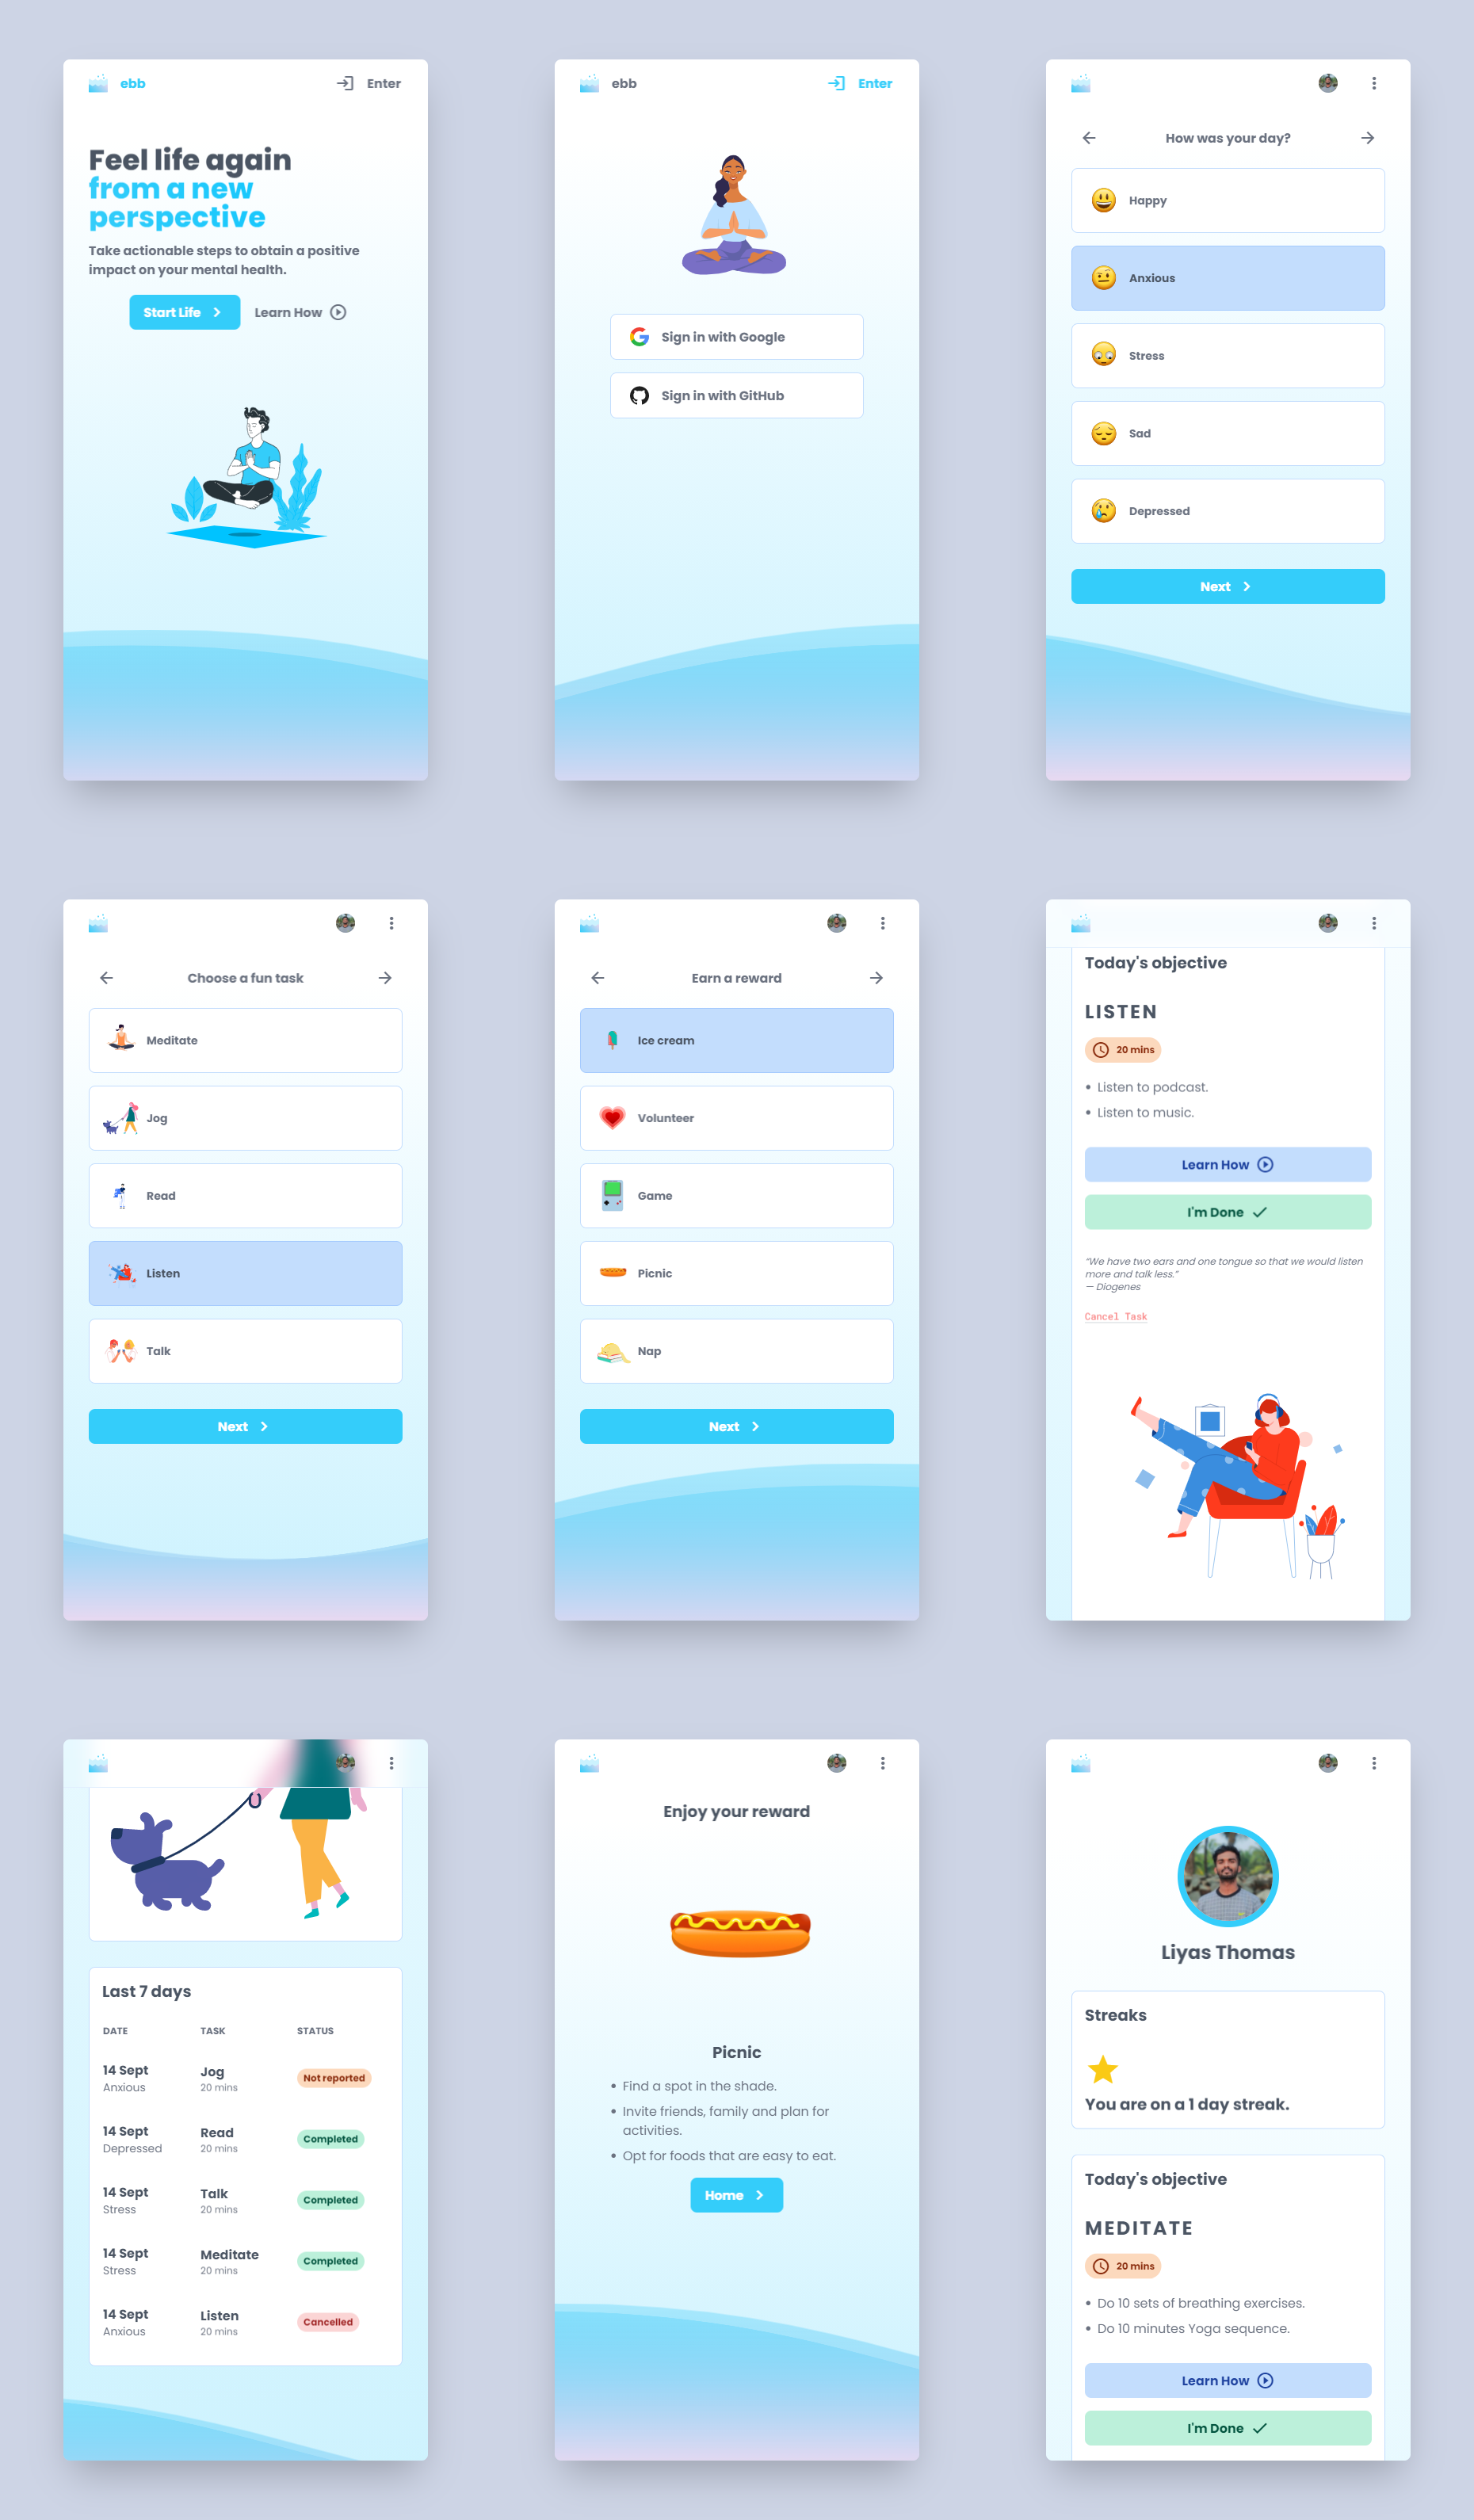 ebb
Enter
Feel life again
from a new
perspective
Take actionable steps to obtain a positive
impact on your mental health.
Start Life
Learn How
ebb
Enter
Sign in with Google
Sign in with GitHub
How was your day?
Happy
Anxious
Stress
Sad
Depressed
Next
Choose a fun task
Meditate
Jog
Read
Listen
Talk
Next
Earn a reward
Ice cream
Volunteer
Game
Picnic
Nap
Next
Today's objective
LISTEN
20 mins
• Listen to podcast.
• Listen to music.
Learn How
I'm Done
"We have two ears and one tongue so that we would listen
more and talk less."
— Diogenes
Cancel Task
Last 7 days
DATE TASK STATUS
14 Sept Jog Not reported
Anxious 20 mins
14 Sept Read Completed
Depressed 20 mins
14 Sept Talk Completed
Stress 20 mins
14 Sept Meditate Completed
Stress 20 mins
14 Sept Listen Cancelled
Anxious 20 mins
Enjoy your reward
Picnic
• Find a spot in the shade.
• Invite friends, family and plan for
activities.
• Opt for foods that are easy to eat.
Home
Liyas Thomas
Streaks
You are on a 1 day streak.
Today's objective
MEDITATE
20 mins
• Do 10 sets of breathing exercises.
• Do 10 minutes Yoga sequence.
Learn How
I'm Done